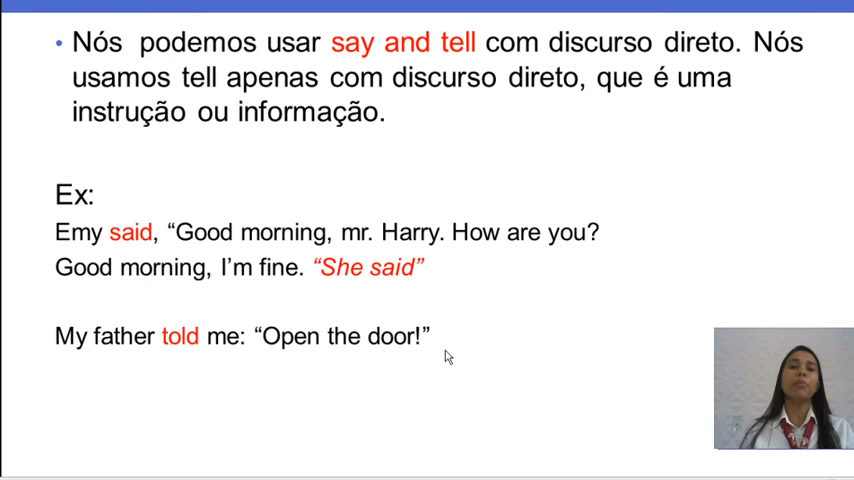 • Nós podemos usar say and tell com discurso direto. Nós
usamos tell apenas com discurso direto, que é uma
instrução ou informação.
Ex:
Emy said, “Good morning, mr. Harry. How are you?
Good morning, I’m fine. “She said”
My father told me: “Open the door!”